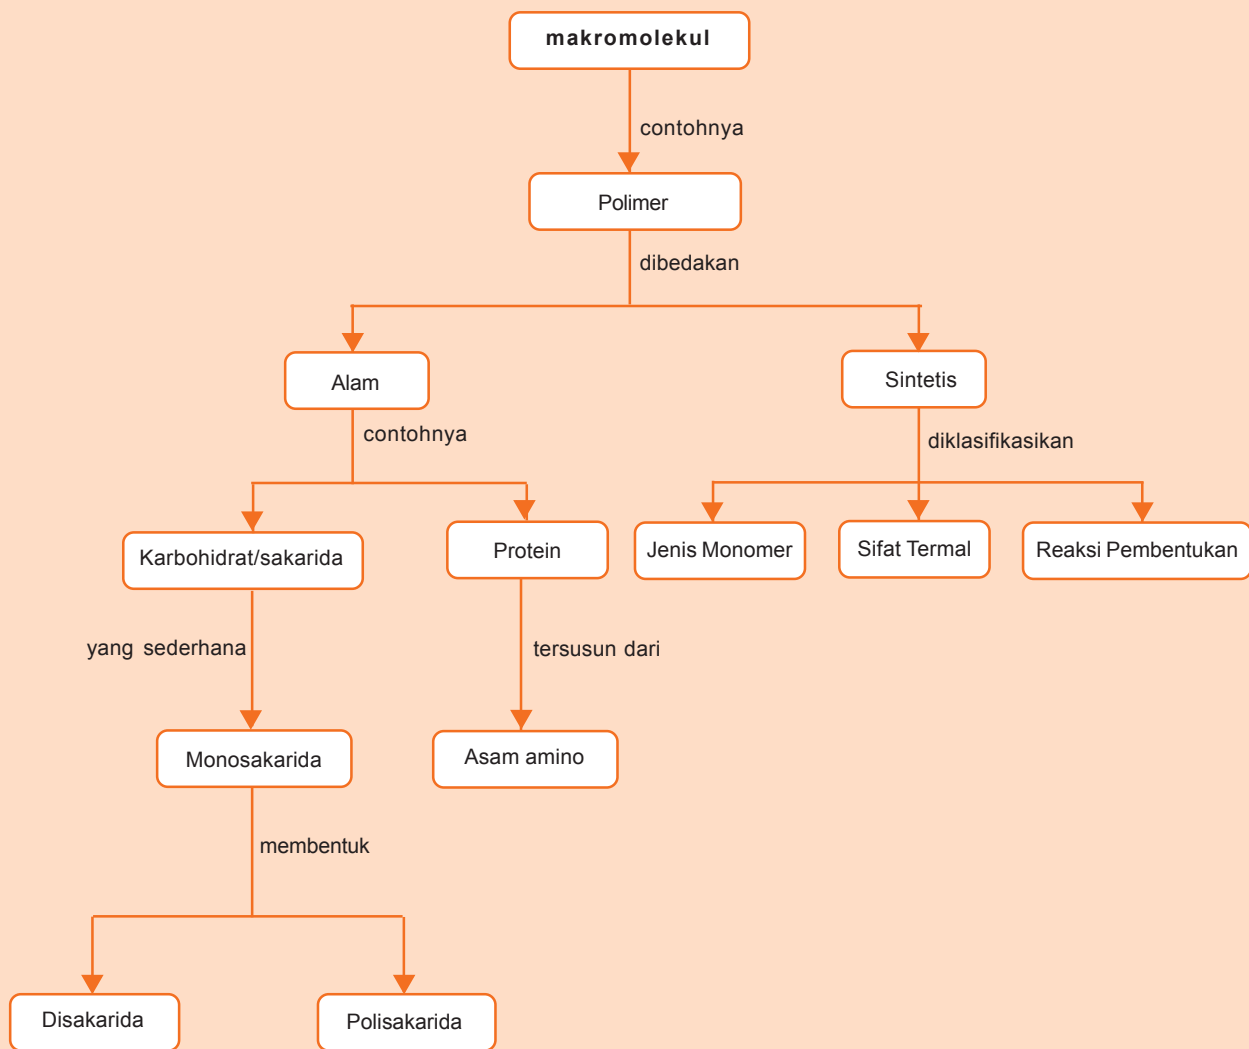 makromolekul
contohnya
Polimer
dibedakan
Alam
Sintetis
contohnya
diklasifikasikan
Karbohidrat/sakarida
Protein
Jenis Monomer
Sifat Termal
Reaksi Pembentukan
yang sederhana
tersusun dari
Monosakarida
Asam amino
membentuk
Disakarida
Polisakarida